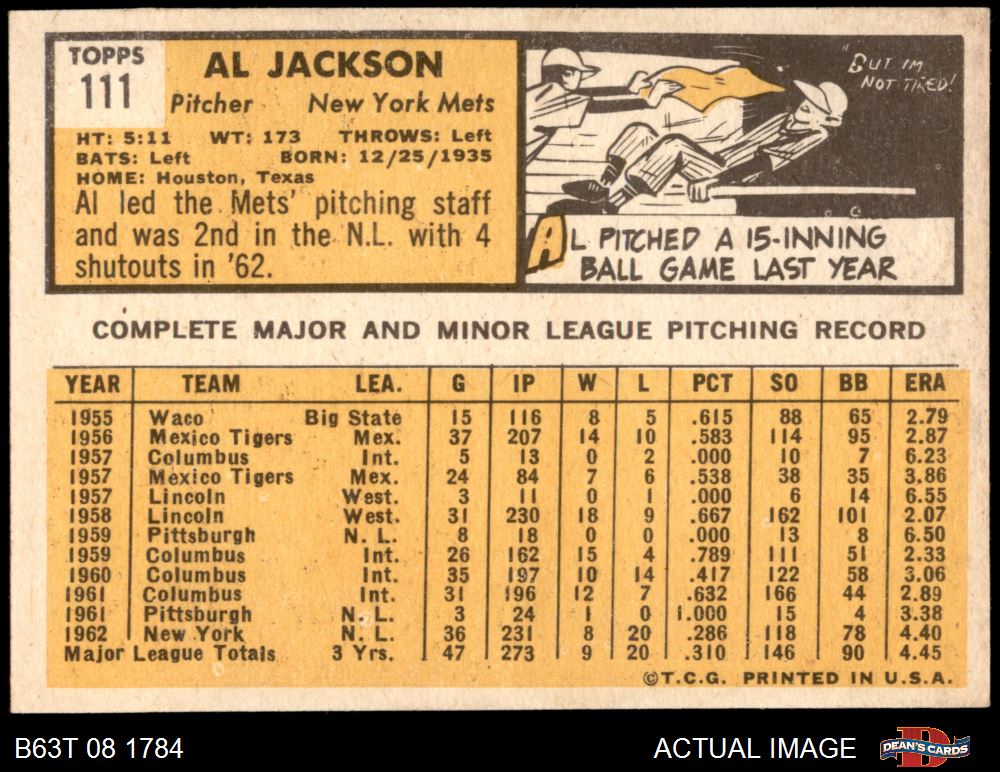 TOPPS
111
AL JACKSON
Pitcher New York Mets
HT: 5:11 WT: 173 THROWS: Left
BATS: Left BORN: 12/25/1935
HOME: Houston, Texas
Al led the Mets' pitching staff
and was 2nd in the N.L. with 4
shutouts in '62.
"BUT I'M
NOT TIRED!
AL PITCHED A 15-INNING
BALL GAME LAST YEAR
COMPLETE MAJOR AND MINOR LEAGUE PITCHING RECORD
YEAR TEAM LEA. G IP W L PCT SO BB ERA
1955 Waco Big State 15 116 8 5 .615 88 65 2.79
1956 Mexico Tigers Mex. 37 207 14 10 .583 114 95 2.87
1957 Columbus Int. 5 13 0 2 .000 10 7 6.23
1957 Mexico Tigers Mex. 24 84 7 6 .538 38 35 3.86
1957 Lincoln West. 3 11 0 1 .000 6 14 6.55
1958 Lincoln West. 31 230 18 9 .667 162 101 2.07
1959 Pittsburgh N. L. 8 18 0 0 .000 13 8 6.50
1959 Columbus Int. 26 162 15 4 .789 111 51 2.33
1960 Columbus Int. 35 197 10 14 .417 122 58 3.06
1961 Columbus Int. 31 196 12 7 .632 166 44 2.89
1961 Pittsburgh N. L. 3 24 1 0 1.000 15 4 3.38
1962 New York N. L. 36 231 8 20 .286 118 78 4.40
Major League Totals 3 Yrs. 47 273 9 20 .310 146 90 4.45
©T.C.G. PRINTED IN U.S.A.
B63T 08 1784 ACTUAL IMAGE DEAN'S CARDS